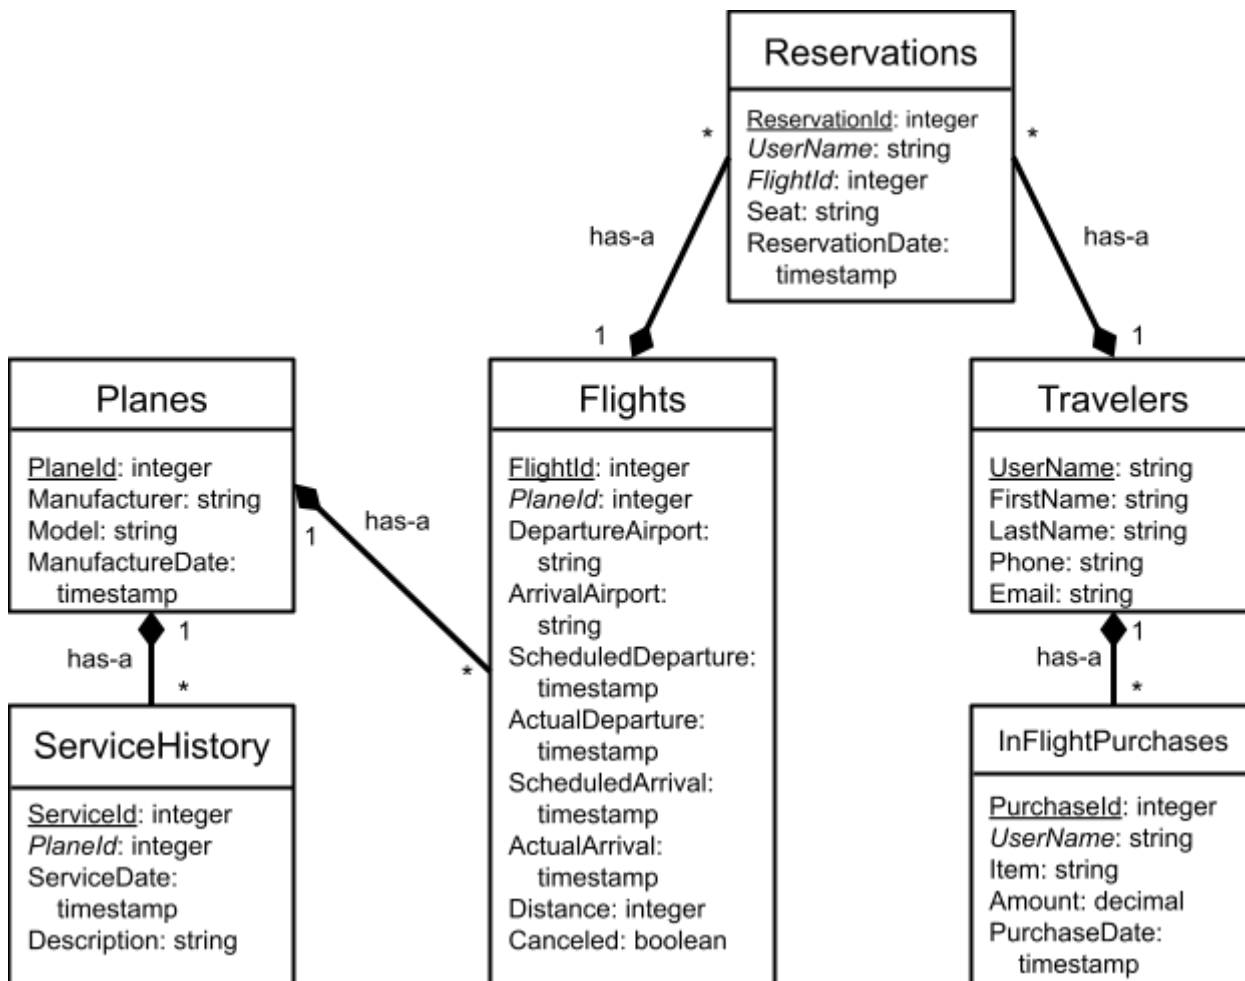 Reservations
ReservationId: integer
UserName: string
FlightId: integer
Seat: string
ReservationDate:
timestamp
*
*
has-a
has-a
1
1
Planes
PlaneId: integer
Manufacturer: string
Model: string
ManufactureDate:
timestamp
1
has-a
*
1
has-a
*
Flights
FlightId: integer
PlaneId: integer
DepartureAirport:
string
ArrivalAirport:
string
ScheduledDeparture:
timestamp
ActualDeparture:
timestamp
ScheduledArrival:
timestamp
ActualArrival:
timestamp
Distance: integer
Canceled: boolean
Travelers
UserName: string
FirstName: string
LastName: string
Phone: string
Email: string
1
has-a
*
ServiceHistory
ServiceId: integer
PlaneId: integer
ServiceDate:
timestamp
Description: string
InFlightPurchases
PurchaseId: integer
UserName: string
Item: string
Amount: decimal
PurchaseDate:
timestamp